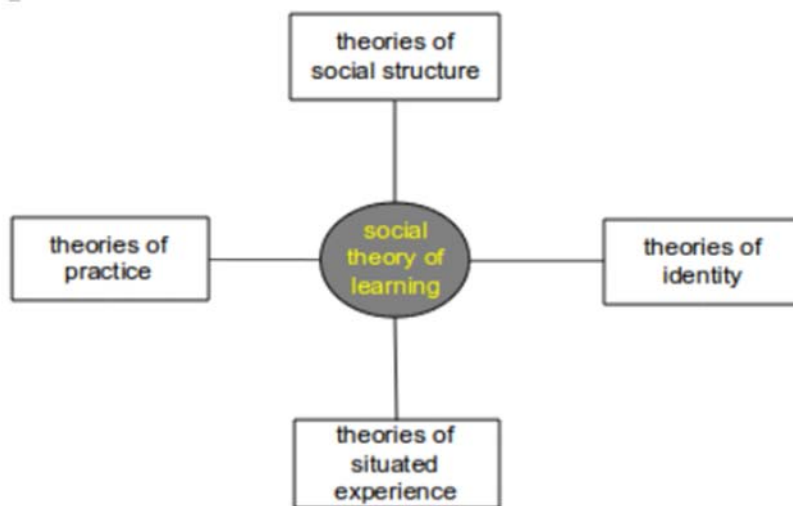 theories of
social structure
theories of
practice
social
theory of
learning
theories of
identity
theories of
situated
experience